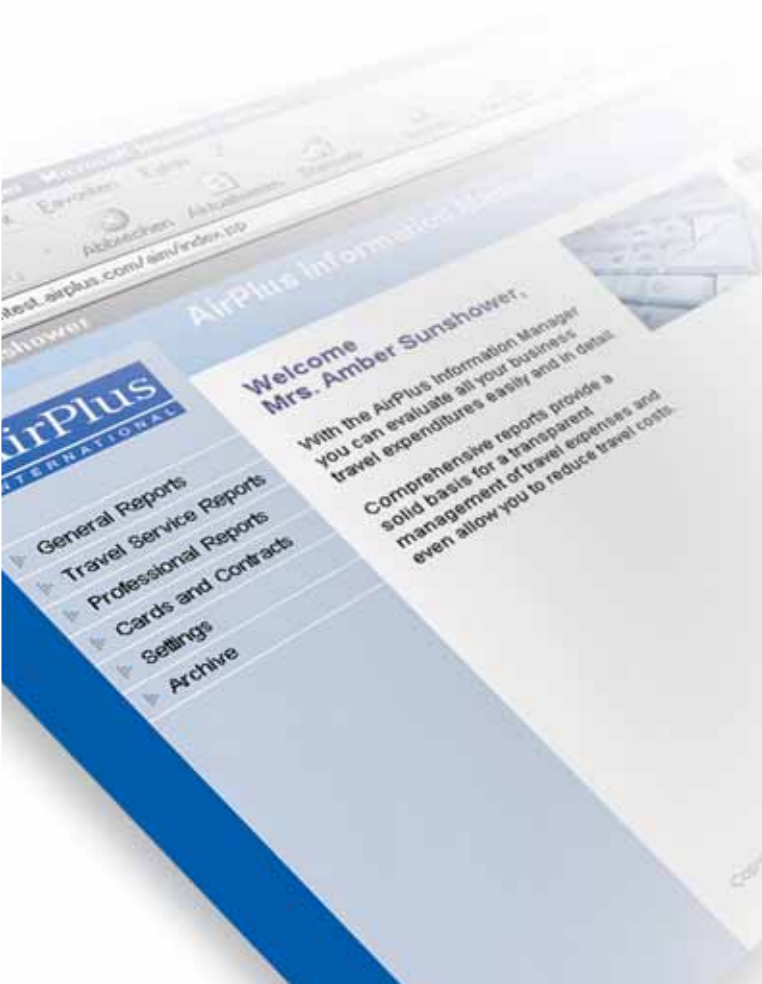 Favoriten Extras ?
Abbrechen Aktualisieren Startseite
test.airplus.com/aim/index.jsp
shower
AirPlus Information
AirPlus
INTERNATIONAL
Welcome
Mrs. Amber Sunshower,
With the AirPlus Information Manager
you can evaluate all your business
travel expenditures easily and in detail.
Comprehensive reports provide a
solid basis for a transparent
management of travel expenses and
even allow you to reduce travel costs.
General Reports
Travel Service Reports
Professional Reports
Cards and Contracts
Settings
Archive